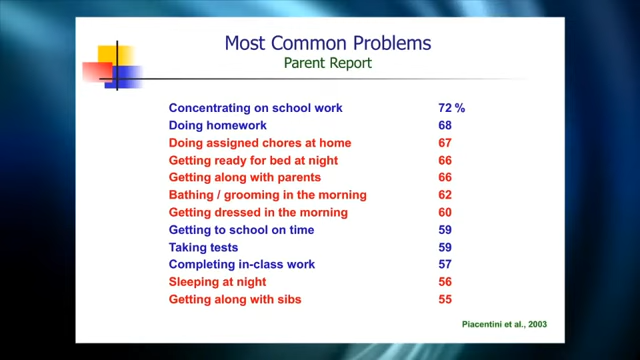 Most Common Problems
Parent Report
Concentrating on school work 72 %
Doing homework 68
Doing assigned chores at home 67
Getting ready for bed at night 66
Getting along with parents 66
Bathing / grooming in the morning 62
Getting dressed in the morning 60
Getting to school on time 59
Taking tests 59
Completing in-class work 57
Sleeping at night 56
Getting along with sibs 55
Piacentini et al., 2003